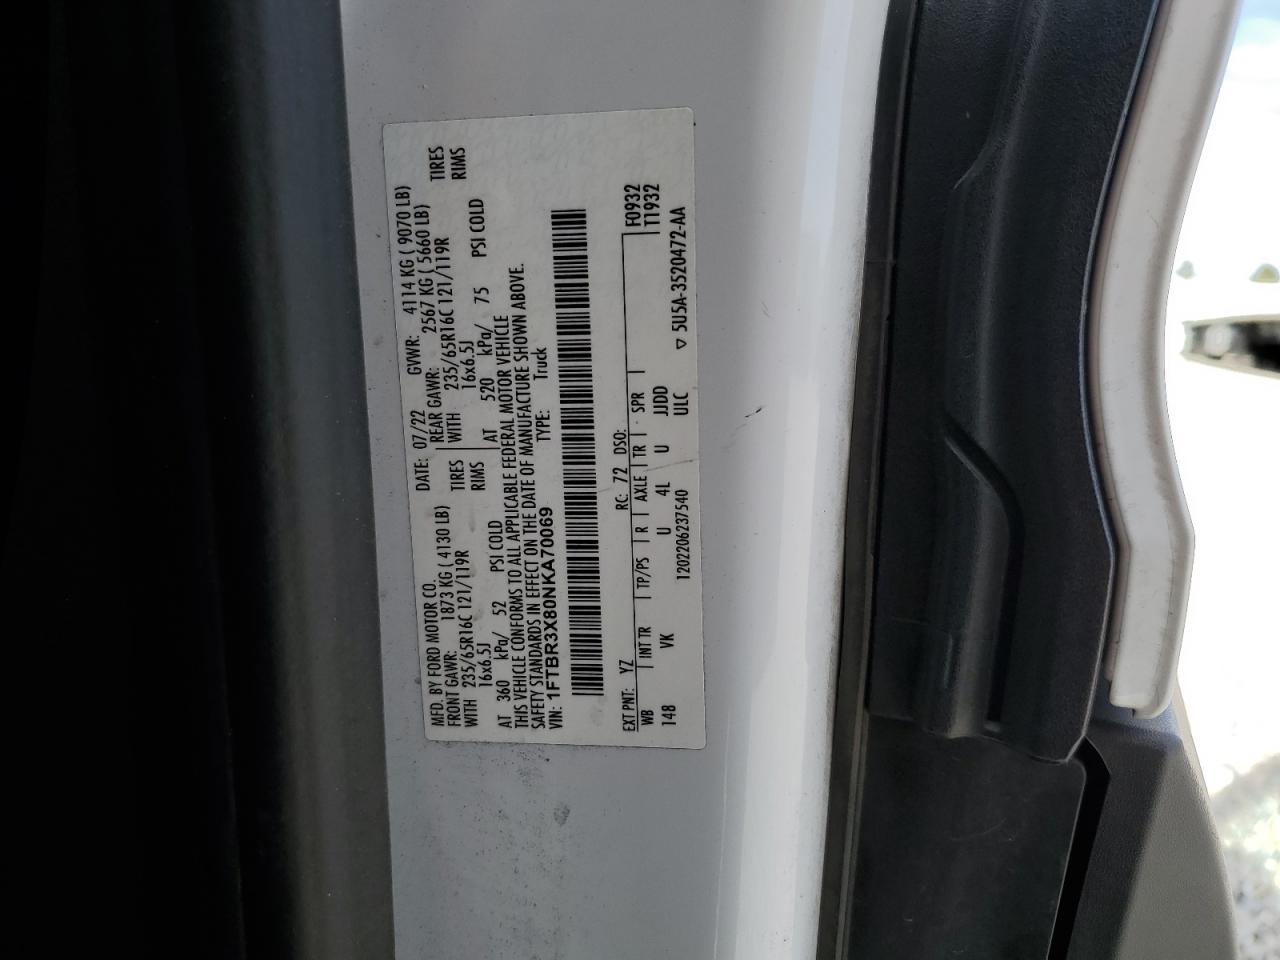 MFD. BY FORD MOTOR CO.
DATE: 07/22 GVWR: 4114 KG ( 9070 LB)
FRONT GAWR: 1873 KG ( 4130 LB) REAR GAWR: 2567 KG ( 5660 LB)
WITH 235/65R16C 121/119R TIRES WITH 235/65R16C 121/119R TIRES
16x6.5J RIMS 16x6.5J RIMS
AT 360 kPa/ 52 PSI COLD AT 520 kPa/ 75 PSI COLD
THIS VEHICLE CONFORMS TO ALL APPLICABLE FEDERAL MOTOR VEHICLE
SAFETY STANDARDS IN EFFECT ON THE DATE OF MANUFACTURE SHOWN ABOVE.
VIN: 1FTBR3X80NKA70069 TYPE: Truck
EXT PNT: YZ RC: 72 DSO: F0932
WB INT TR TP/PS R AXLE TR SPR T1932
148 VK U 4L U JJDD
1202206237540 ULC ▽ 5U5A-3520472-AA